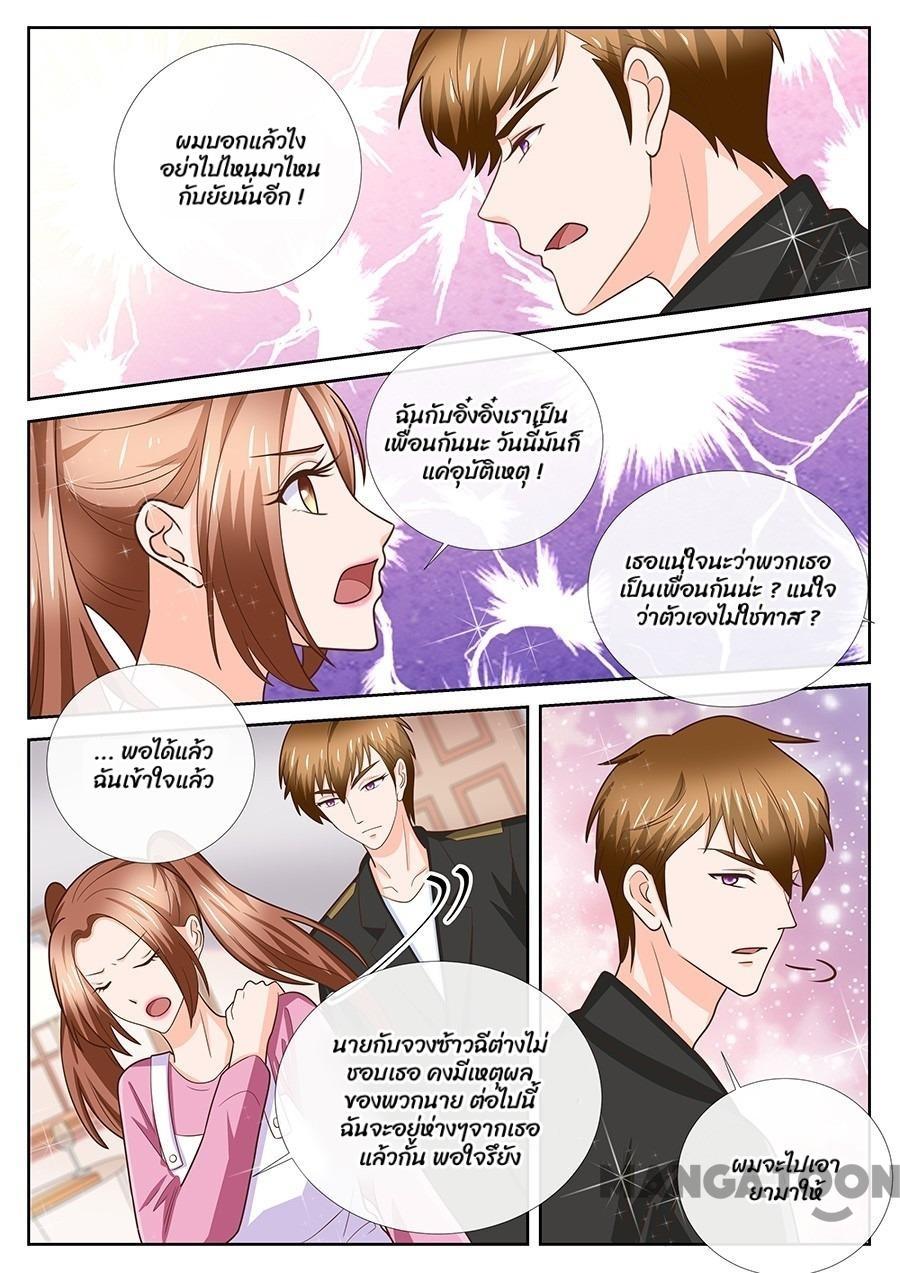 ผมบอกแล้วไง
อย่าไปไหนมาไหน
กับยัยนั่นอีก !
ฉันกับอิ๋งอิ๋งเราเป็น
เพื่อนกันนะ วันนี้มันก็
แค่อุบัติเหตุ !
เธอแน่ใจนะว่าพวกเธอ
เป็นเพื่อนกันน่ะ ? แน่ใจ
ว่าตัวเองไม่ใช่ทาส ?
... พอได้แล้ว
ฉันเข้าใจแล้ว
นายกับจวงซ้าวฉีต่างไม่
ชอบเธอ คงมีเหตุผล
ของพวกนาย ต่อไปนี้
ฉันจะอยู่ห่างๆจากเธอ
แล้วกัน พอใจรึยัง
ผมจะไปเอา
ยามาให้
MANGATOON